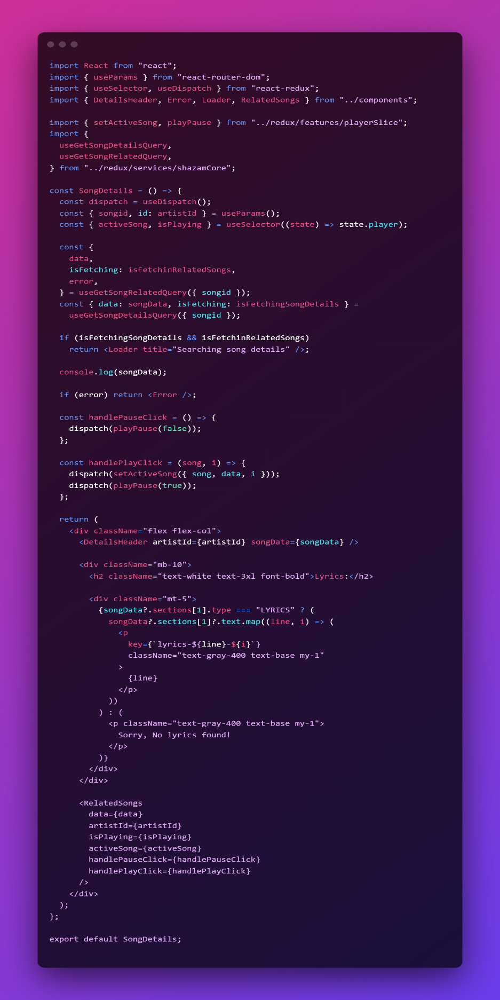 import React from "react";
import { useParams } from "react-router-dom";
import { useSelector, useDispatch } from "react-redux";
import { DetailsHeader, Error, Loader, RelatedSongs } from "../components";

import { setActiveSong, playPause } from "../redux/features/playerSlice";
import {
  useGetSongDetailsQuery,
  useGetSongRelatedQuery,
} from "../redux/services/shazamCore";

const SongDetails = () => {
  const dispatch = useDispatch();
  const { songid, id: artistId } = useParams();
  const { activeSong, isPlaying } = useSelector((state) => state.player);

  const {
    data,
    isFetching: isFetchinRelatedSongs,
    error,
  } = useGetSongRelatedQuery({ songid });
  const { data: songData, isFetching: isFetchingSongDetails } =
    useGetSongDetailsQuery({ songid });

  if (isFetchingSongDetails && isFetchinRelatedSongs)
    return <Loader title="Searching song details" />;

  console.log(songData);

  if (error) return <Error />;

  const handlePauseClick = () => {
    dispatch(playPause(false));
  };

  const handlePlayClick = (song, i) => {
    dispatch(setActiveSong({ song, data, i }));
    dispatch(playPause(true));
  };

  return (
    <div className="flex flex-col">
      <DetailsHeader artistId={artistId} songData={songData} />

      <div className="mb-10">
        <h2 className="text-white text-3xl font-bold">Lyrics:</h2>

        <div className="mt-5">
          {songData?.sections[1].type === "LYRICS" ? (
            songData?.sections[1]?.text.map((line, i) => (
              <p
                key={`lyrics-${line}-${i}`}
                className="text-gray-400 text-base my-1"
              >
                {line}
              </p>
            ))
          ) : (
            <p className="text-gray-400 text-base my-1">
              Sorry, No lyrics found!
            </p>
          )}
        </div>
      </div>

      <RelatedSongs
        data={data}
        artistId={artistId}
        isPlaying={isPlaying}
        activeSong={activeSong}
        handlePauseClick={handlePauseClick}
        handlePlayClick={handlePlayClick}
      />
    </div>
  );
};

export default SongDetails;